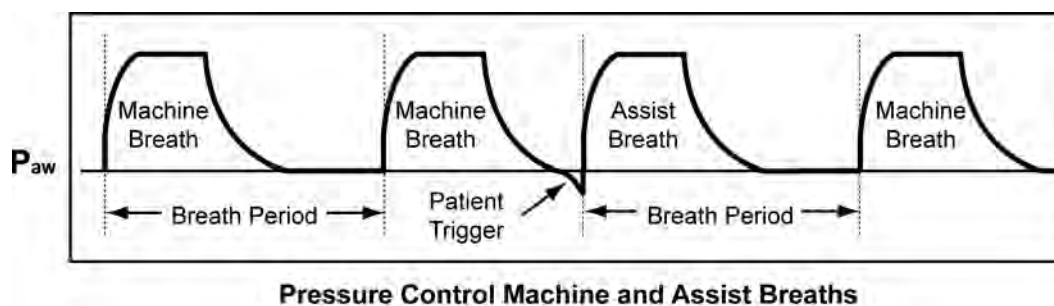 Machine
Breath
Machine
Breath
Assist
Breath
Machine
Breath
Paw
Patient
Trigger
Breath Period
Breath Period
Pressure Control Machine and Assist Breaths